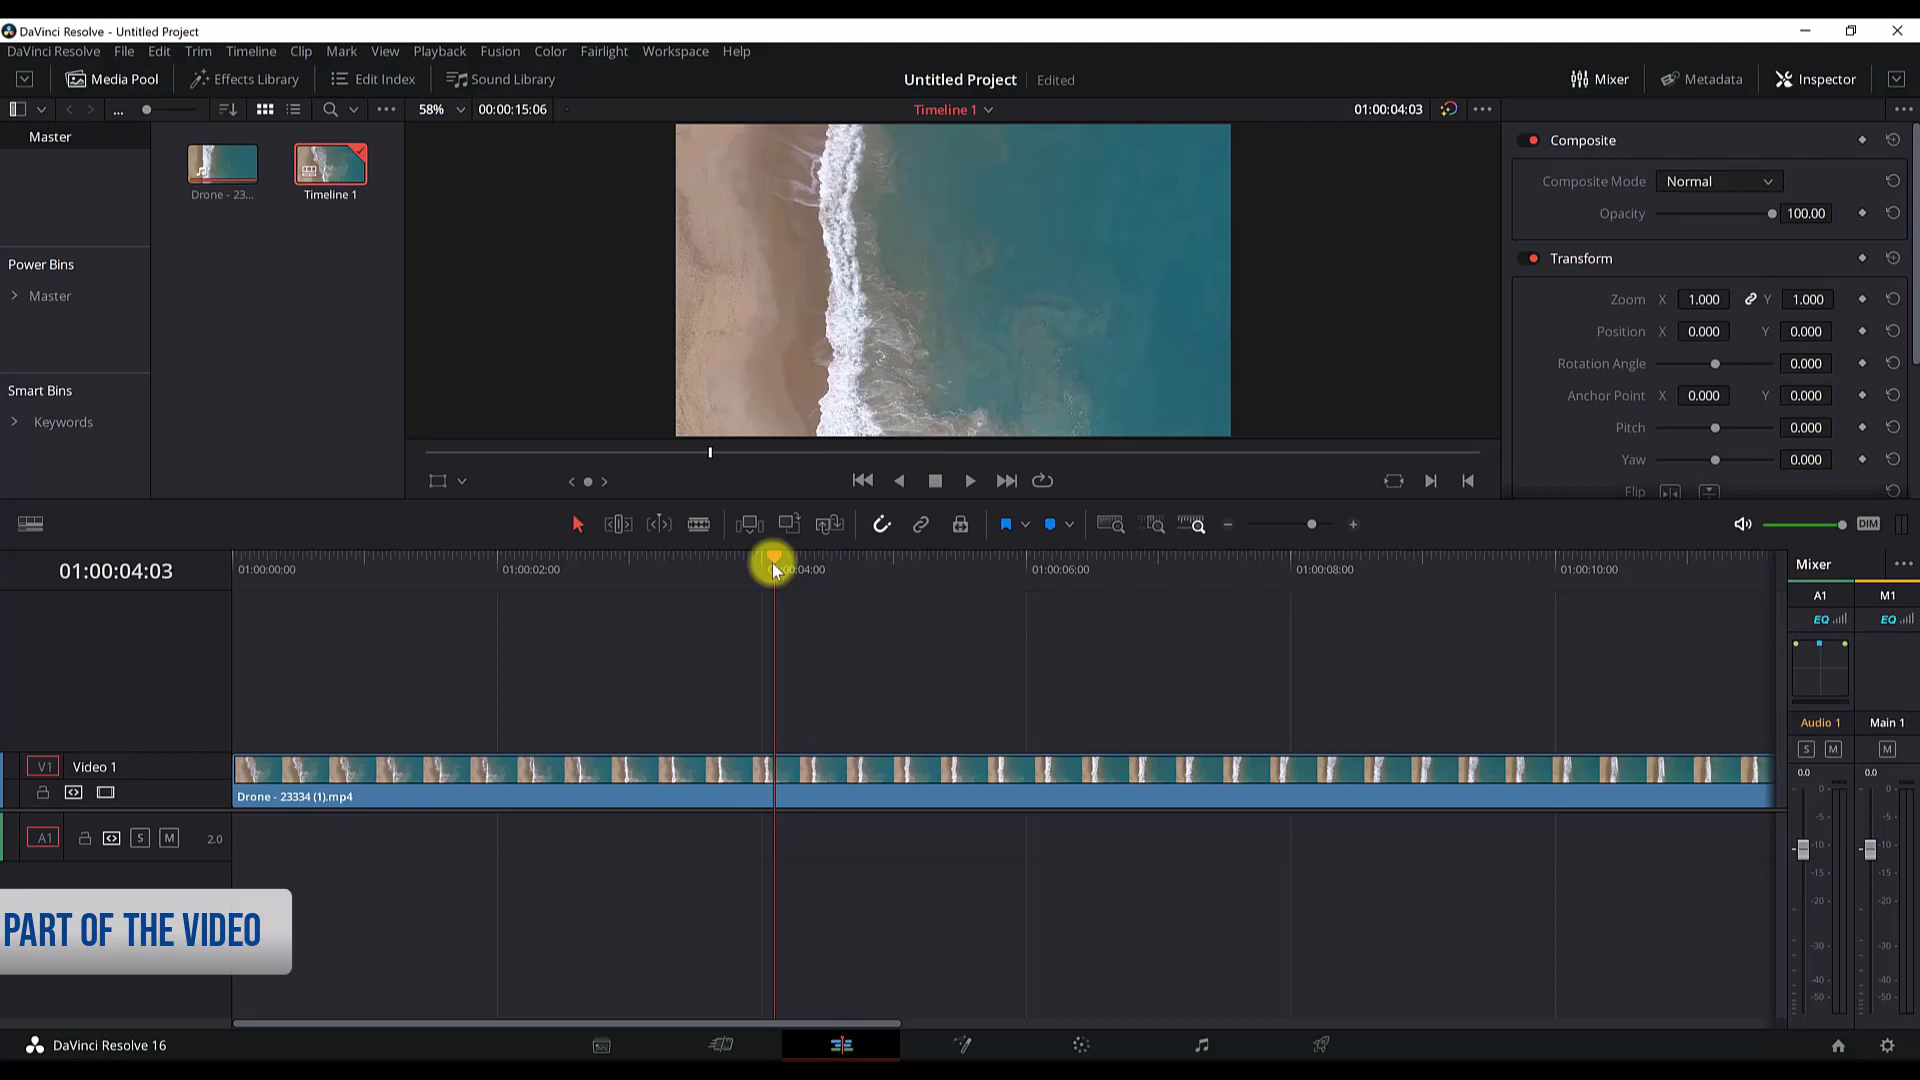 DaVinci Resolve - Untitled Project
DaVinci Resolve File Edit Trim Timeline Clip Mark View Playback Fusion Color Fairlight Workspace Help
Media Pool Effects Library Edit Index Sound Library Untitled Project Edited Mixer Metadata Inspector
58% 00:00:15:06 Timeline 1 01:00:04:03
Master
Drone - 23... Timeline 1
Power Bins
Master
Smart Bins
Keywords
Composite
Composite Mode Normal
Opacity 100.00
Transform
Zoom X 1.000 Y 1.000
Position X 0.000 Y 0.000
Rotation Angle 0.000
Anchor Point X 0.000 Y 0.000
Pitch 0.000
Yaw 0.000
Flip
DIM
01:00:04:03
01:00:00:00 01:00:02:00 :04:00 01:00:06:00 01:00:08:00 01:00:10:00
Mixer
A1 M1
EQ EQ
Audio 1 Main 1
S M M
0.0 0.0
0 0
-5 -5
-10 -10
-15 -15
-20 -20
-30 -30
-40 -40
-50 -50
V1 Video 1
Drone - 23334 (1).mp4
A1 S M 2.0
PART OF THE VIDEO
DaVinci Resolve 16